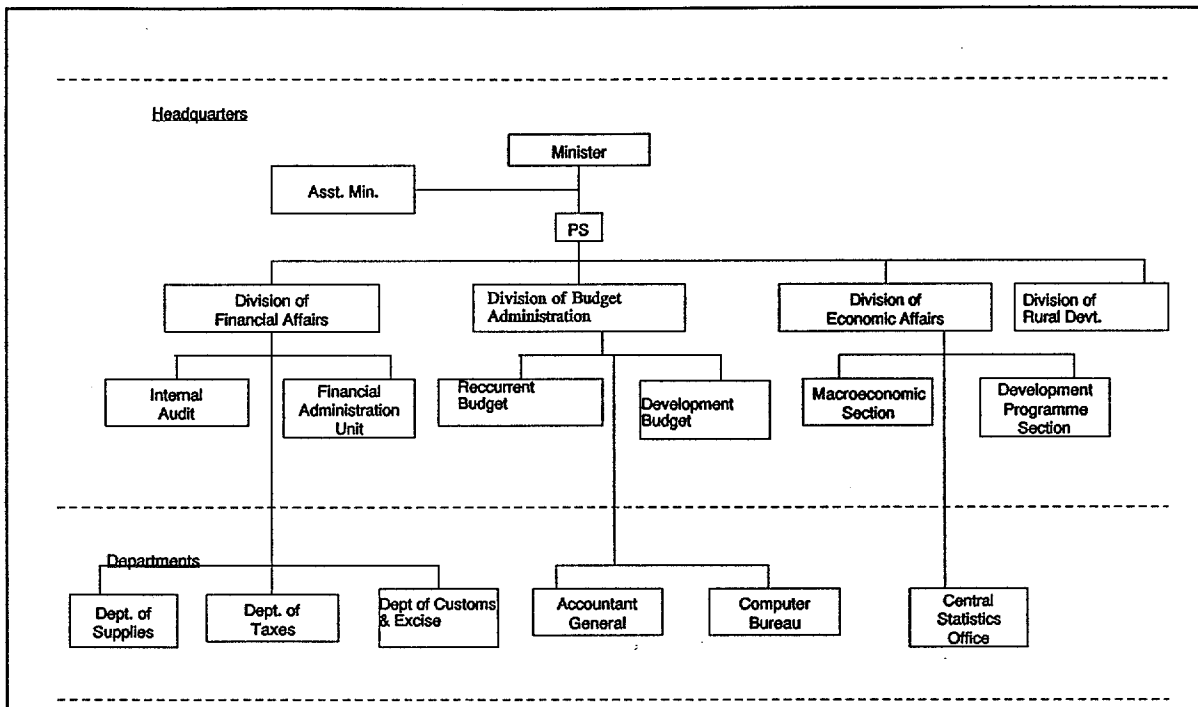 Headquarters
Minister
Asst. Min.
PS
Division of
Financial Affairs
Division of Budget
Administration
Division of
Economic Affairs
Division of
Rural Devt.
Internal
Audit
Financial
Administration
Unit
Reccurrent
Budget
Development
Budget
Macroeconomic
Section
Development
Programme
Section
Departments
Dept. of
Supplies
Dept. of
Taxes
Dept of Customs
& Excise
Accountant
General
Computer
Bureau
Central
Statistics
Office